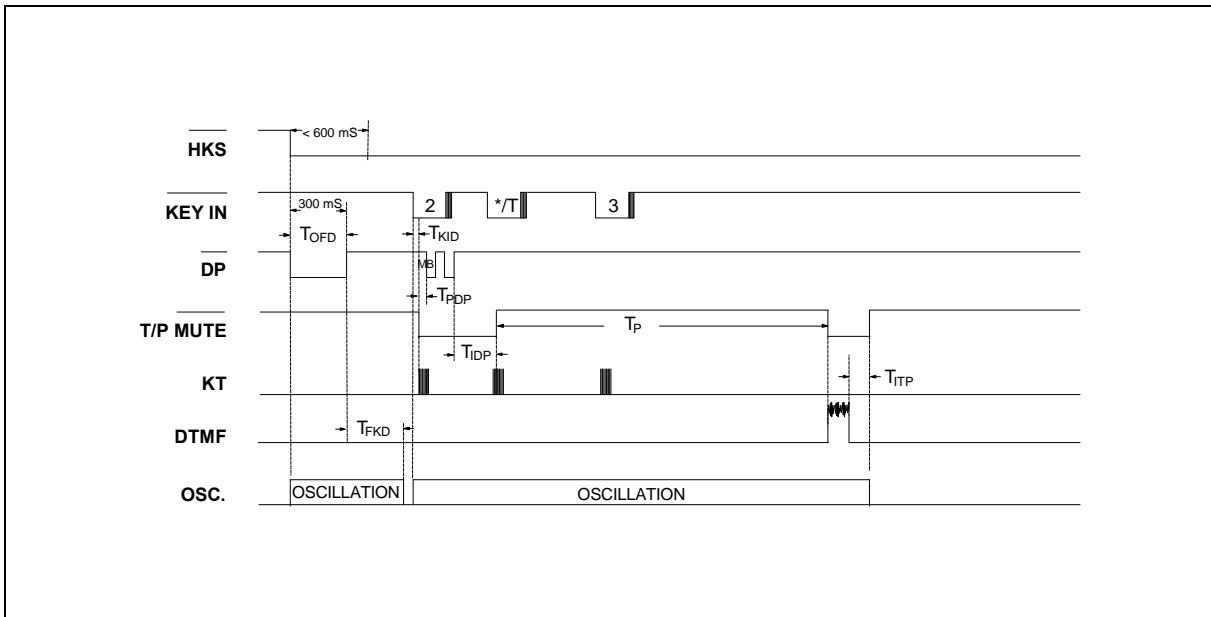 < 600 mS
HKS
KEY IN
2
*/T
3
300 mS
TOFD
TKID
DP
MB
TPDP
T/P MUTE
TP
TIDP
KT
TITP
DTMF
TFKD
OSC.
OSCILLATION
OSCILLATION